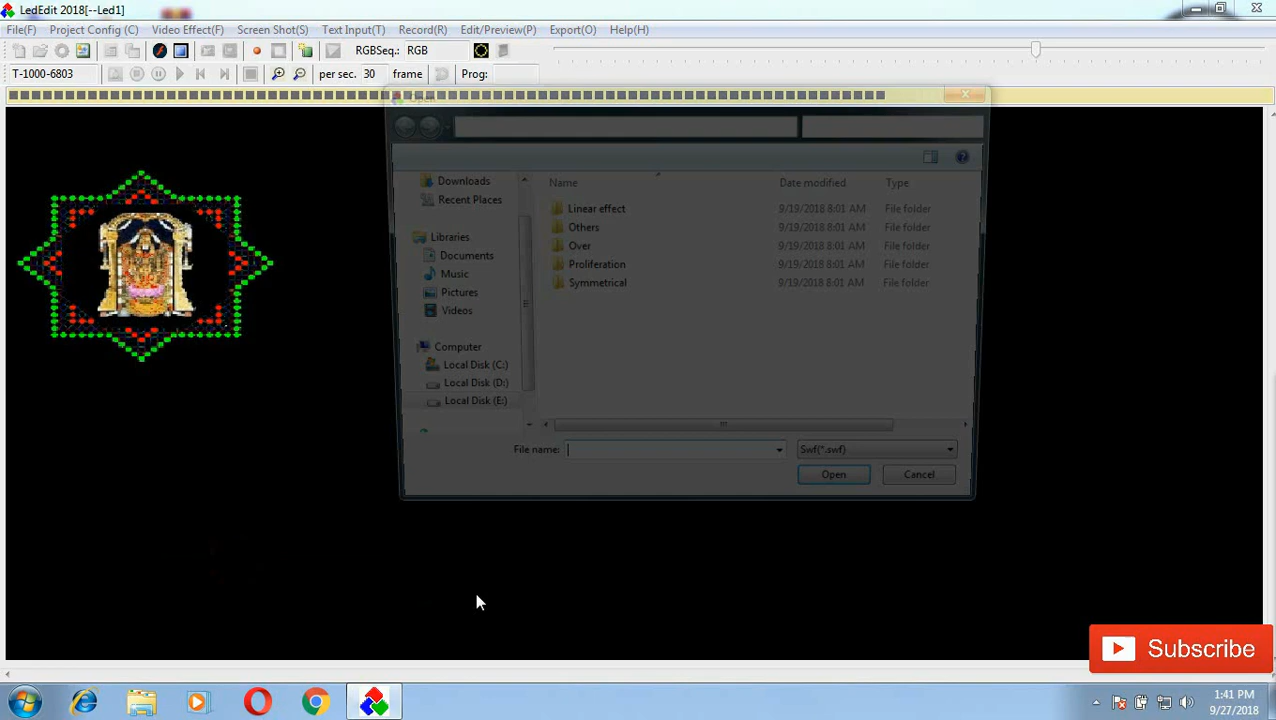 LedEdit 2018[--Led1]
File(F) Project Config (C) Video Effect(F) Screen Shot(S) Text Input(T) Record(R) Edit/Preview(P) Export(O) Help(H)
RGBSeq.: RGB
T-1000-6803 per sec. 30 frame Prog:
Open
Name Date modified Type
Downloads
Recent Places
Libraries
Documents
Music
Pictures
Videos
Computer
Local Disk (C:)
Local Disk (D:)
Local Disk (E:)
Linear effect 9/19/2018 8:01 AM File folder
Others 9/19/2018 8:01 AM File folder
Over 9/19/2018 8:01 AM File folder
Proliferation 9/19/2018 8:01 AM File folder
Symmetrical 9/19/2018 8:01 AM File folder
File name: Swf(*.swf)
Open Cancel
Subscribe
1:41 PM
9/27/2018